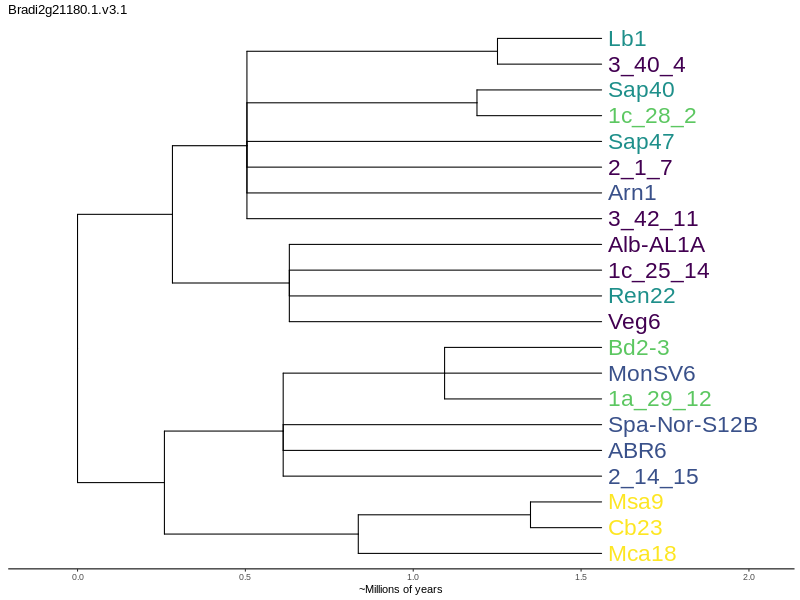 Bradi2g21180.1.v3.1
Lb1
3_40_4
Sap40
1c_28_2
Sap47
2_1_7
Arn1
3_42_11
Alb-AL1A
1c_25_14
Ren22
Veg6
Bd2-3
MonSV6
1a_29_12
Spa-Nor-S12B
ABR6
2_14_15
Msa9
Cb23
Mca18
0.0 0.5 1.0 1.5 2.0
~Millions of years